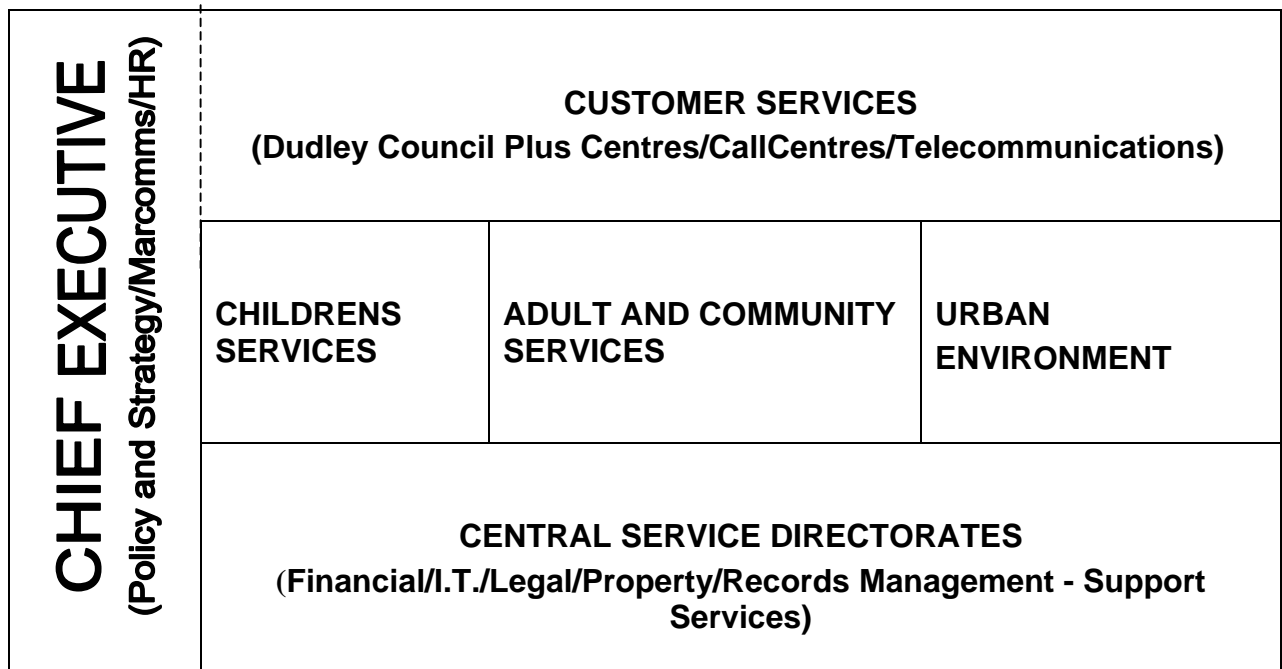 CHIEF EXECUTIVE
(Policy and Strategy/Marcomms/HR)
CUSTOMER SERVICES
(Dudley Council Plus Centres/CallCentres/Telecommunications)
CHILDRENS
SERVICES
ADULT AND COMMUNITY
SERVICES
URBAN
ENVIRONMENT
CENTRAL SERVICE DIRECTORATES
(Financial/I.T./Legal/Property/Records Management - Support
Services)